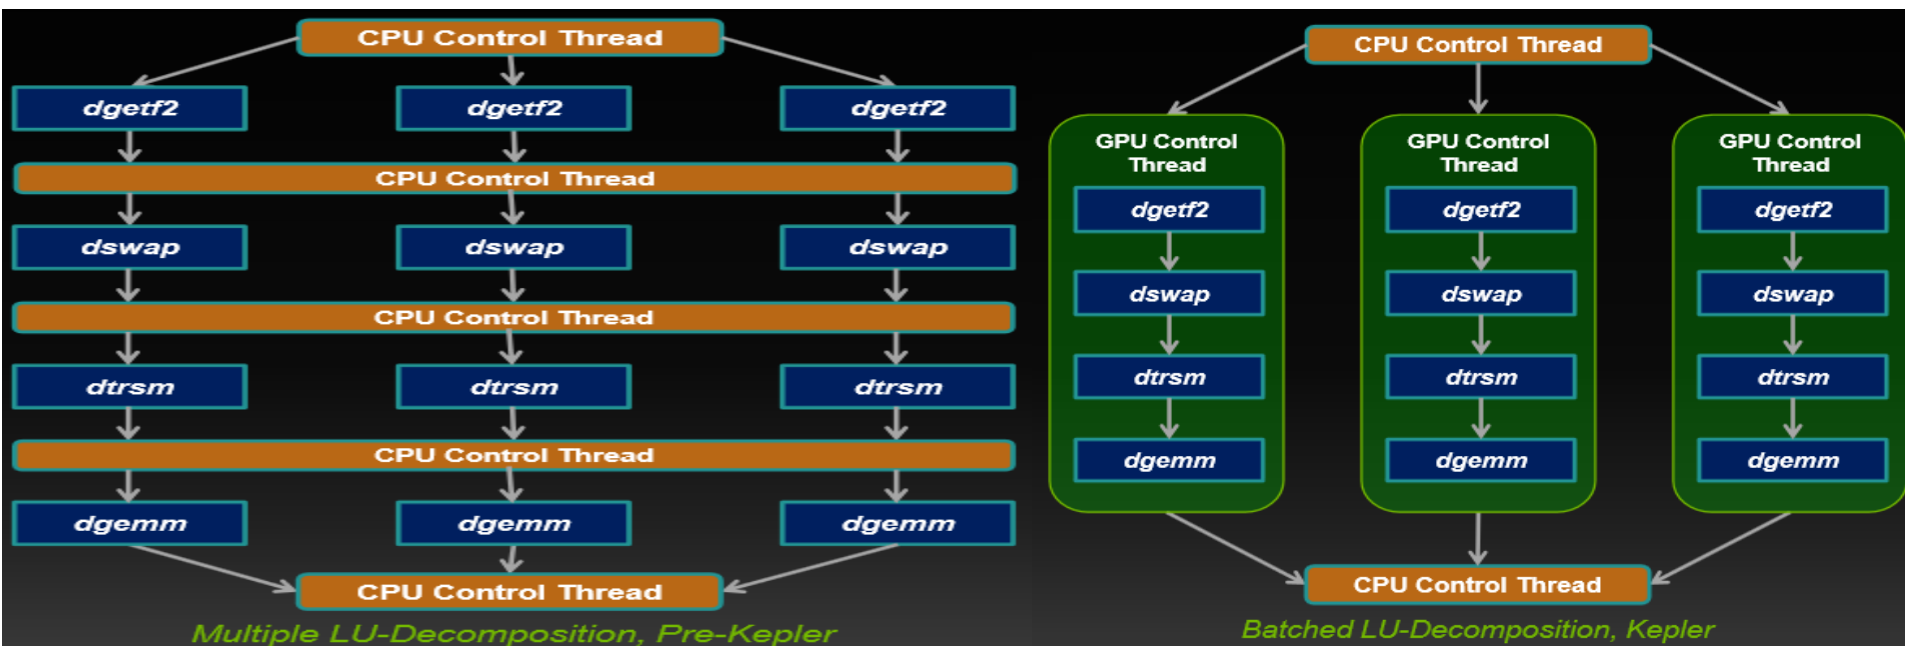 CPU Control Thread
dgetf2 dgetf2 dgetf2
CPU Control Thread
dswap dswap dswap
CPU Control Thread
dtrsm dtrsm dtrsm
CPU Control Thread
dgemm dgemm dgemm
CPU Control Thread
Multiple LU-Decomposition, Pre-Kepler
CPU Control Thread
GPU Control
Thread
dgetf2
dswap
dtrsm
dgemm
GPU Control
Thread
dgetf2
dswap
dtrsm
dgemm
GPU Control
Thread
dgetf2
dswap
dtrsm
dgemm
CPU Control Thread
Batched LU-Decomposition, Kepler